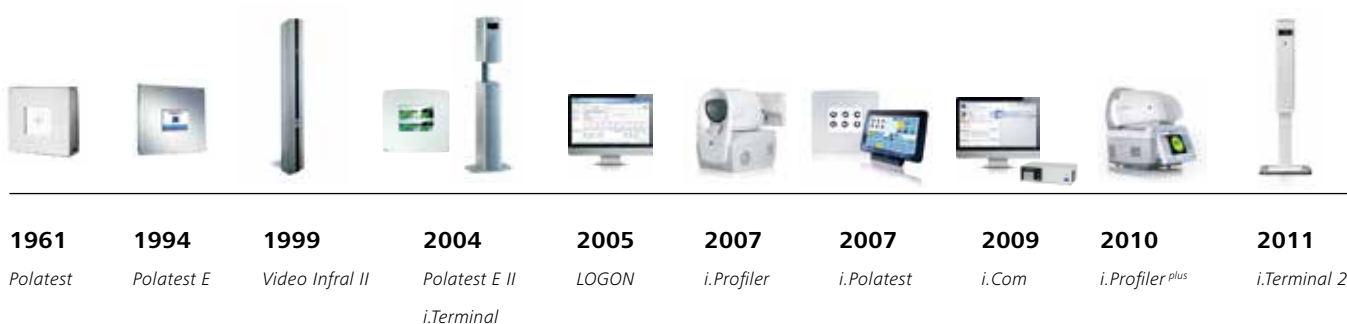 1961 1994 1999 2004 2005 2007 2007 2009 2010 2011
Polatest Polatest E Video Infral II Polatest E II LOGON i.Profiler i.Polatest i.Com i.Profiler plus i.Terminal 2
i.Terminal